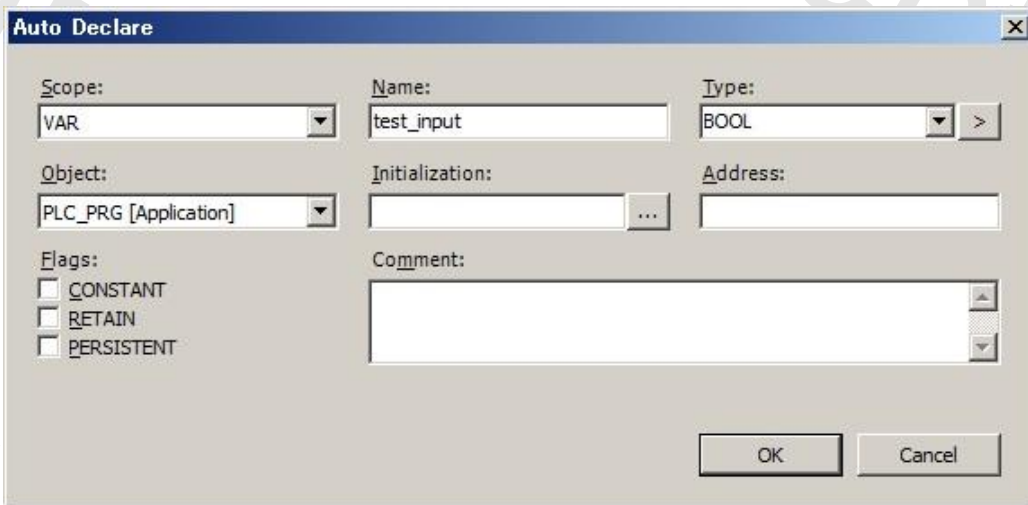 Auto Declare
Scope: Name: Type:
VAR test_input BOOL >
Object: Initialization: Address:
PLC_PRG [Application] ...
Flags: Comment:
CONSTANT
RETAIN
PERSISTENT
OK Cancel